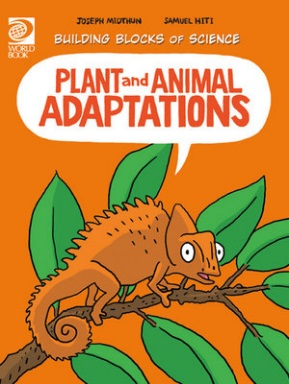 JOSEPH MIDTHUN SAMUEL HITI
WORLD
BOOK
BUILDING BLOCKS OF SCIENCE
PLANT and ANIMAL
ADAPTATIONS